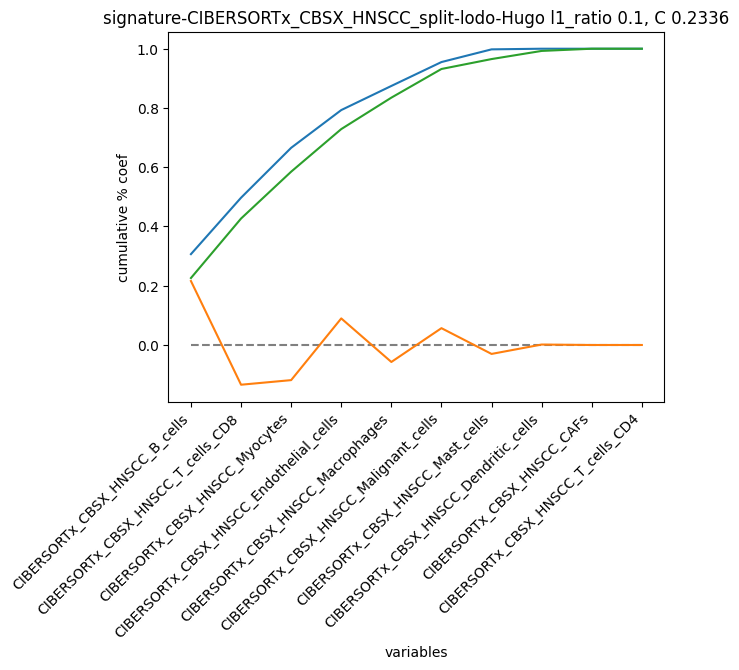 signature-CIBERSORTx_CBSX_HNSCC_split-lodo-Hugo l1_ratio 0.1, C 0.2336
cumulative % coef
1.0
0.8
0.6
0.4
0.2
0.0
CIBERSORTx_CBSX_HNSCC_B_cells
CIBERSORTx_CBSX_HNSCC_T_cells_CD8
CIBERSORTx_CBSX_HNSCC_Myocytes
CIBERSORTx_CBSX_HNSCC_Endothelial_cells
CIBERSORTx_CBSX_HNSCC_Macrophages
CIBERSORTx_CBSX_HNSCC_Malignant_cells
CIBERSORTx_CBSX_HNSCC_Mast_cells
CIBERSORTx_CBSX_HNSCC_Dendritic_cells
CIBERSORTx_CBSX_HNSCC_CAFs
CIBERSORTx_CBSX_HNSCC_T_cells_CD4
variables